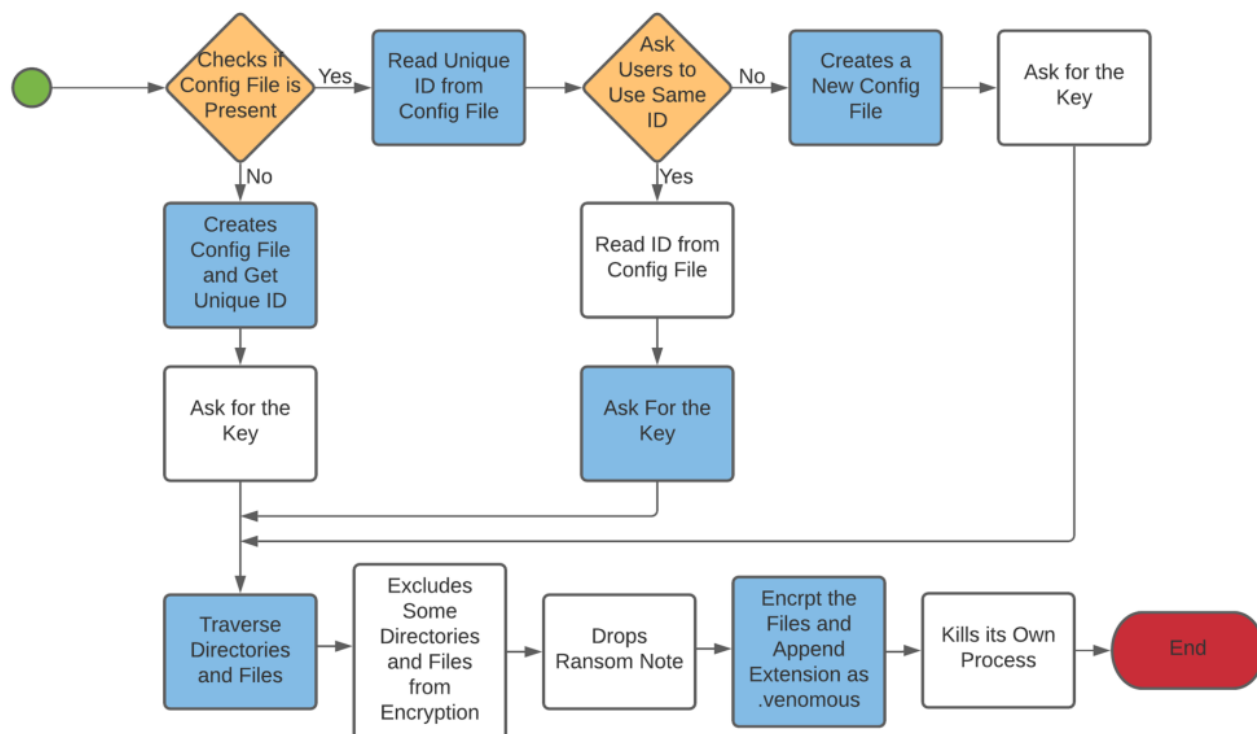 Checks if
Config File is
Present
Yes
Read Unique
ID from
Config File
Ask
Users to
Use Same
ID
No
Creates a
New Config
File
Ask for the
Key
No
Yes
Creates
Config File
and Get
Unique ID
Read ID from
Config File
Ask for the
Key
Ask For the
Key
Traverse
Directories
and Files
Excludes
Some
Directories
and Files from
Encryption
Drops
Ransom Note
Encrpt the
Files and
Append
Extension as
.venomous
Kills its Own
Process
End